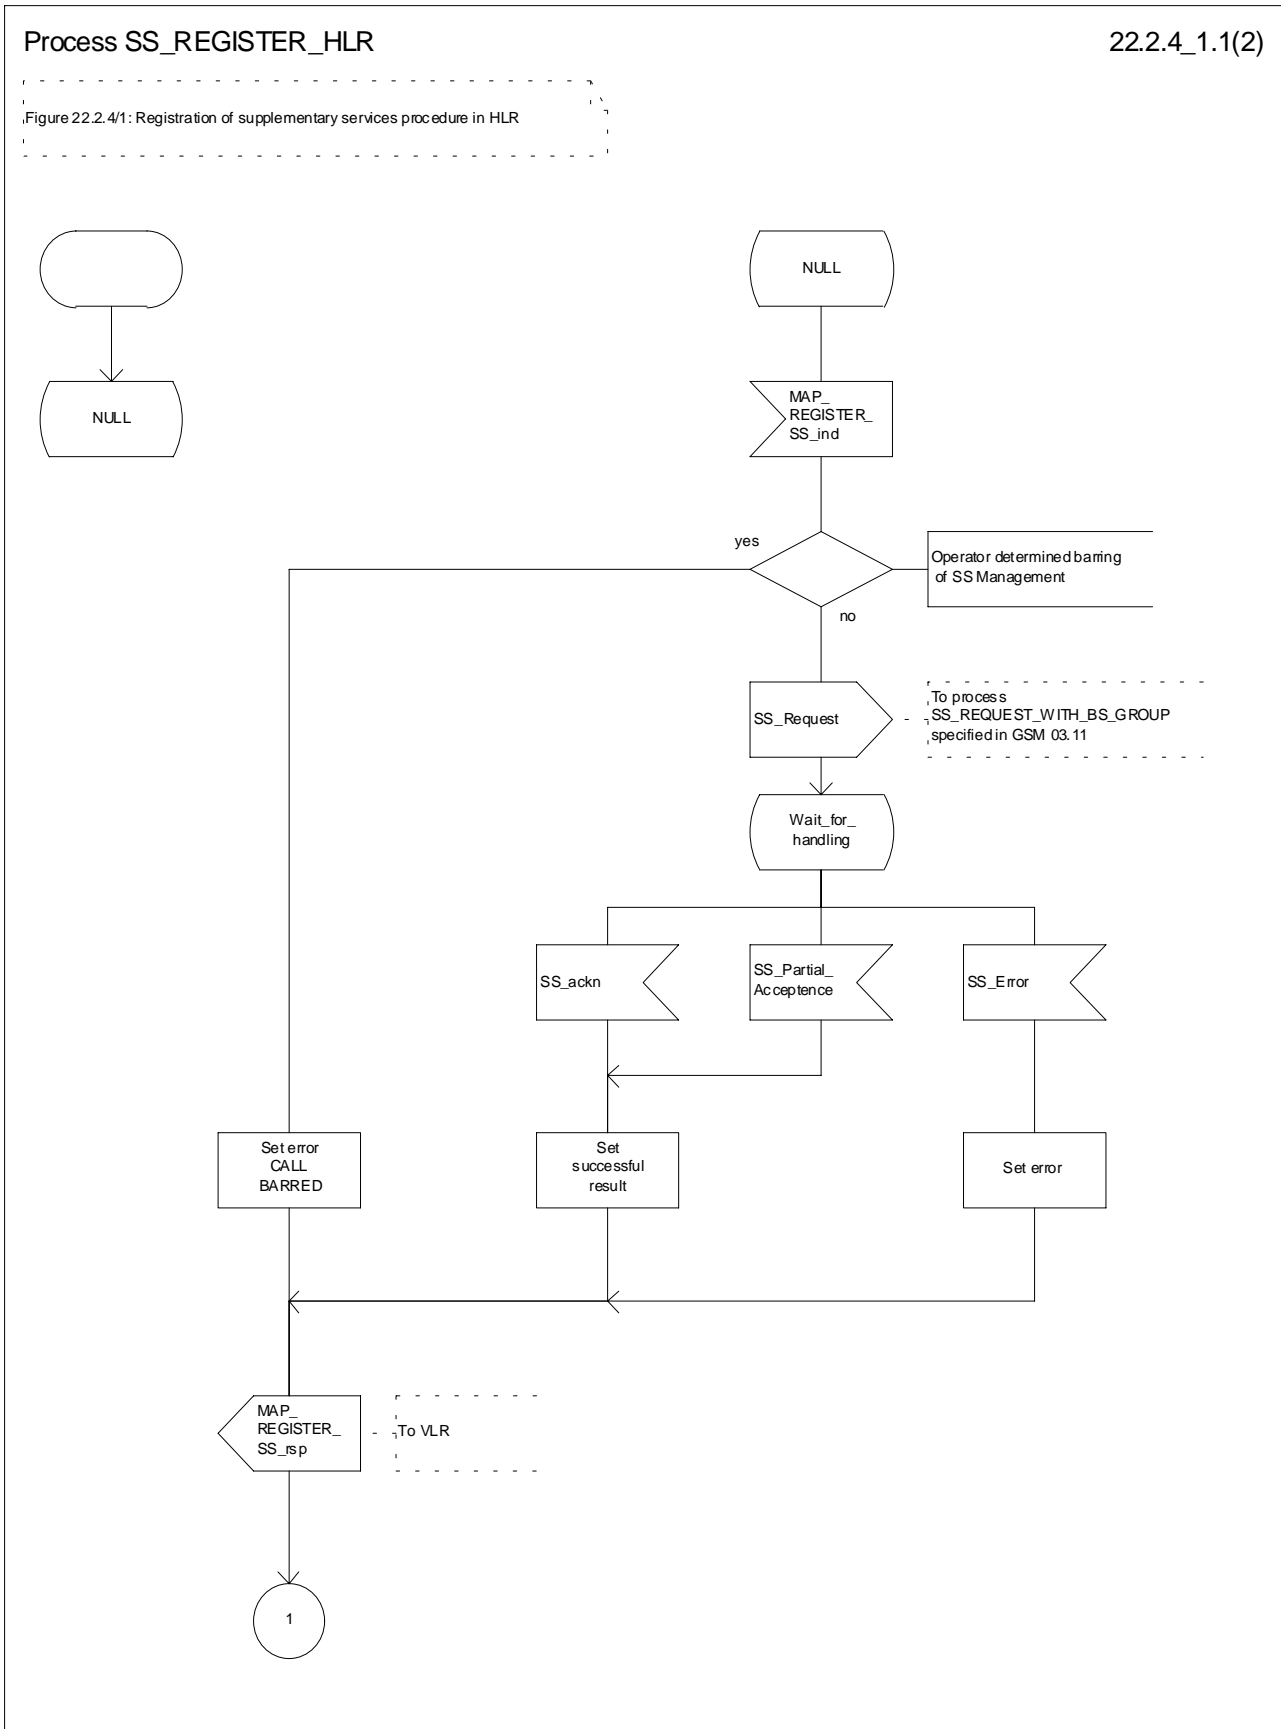 Process SS_REGISTER_HLR
22.2.4_1.1(2)
Figure 22.2.4/1: Registration of supplementary services procedure in HLR
NULL
NULL
MAP_
REGISTER_
SS_ind
yes
Operator determined barring
of SS Management
no
SS_Request
To process
SS_REQUEST_WITH_BS_GROUP
specified in GSM 03.11
Wait_for_
handling
SS_ackn
SS_Partial_
Acceptence
SS_Error
Set error
CALL
BARRED
Set
successful
result
Set error
MAP_
REGISTER_
SS_rsp
To VLR
1